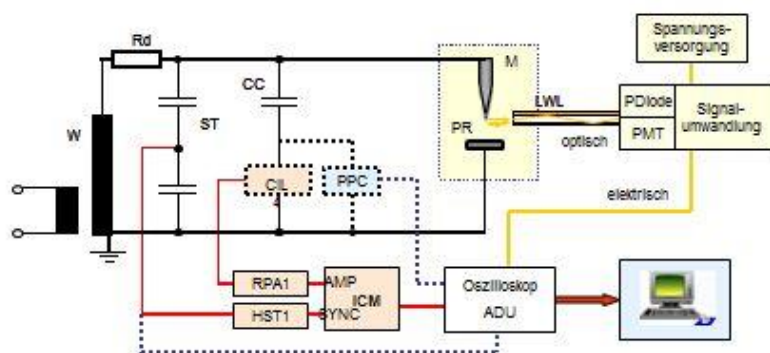 Rd
CC
ST
W
M
LWL
PR
Spannungs-
versorgung
PDiode
PMT
Signal-
umwandlung
optisch
elektrisch
CIL
PPC
RPA1
AMP
ICM
HST1
SYNC
Oszilloskop
ADU